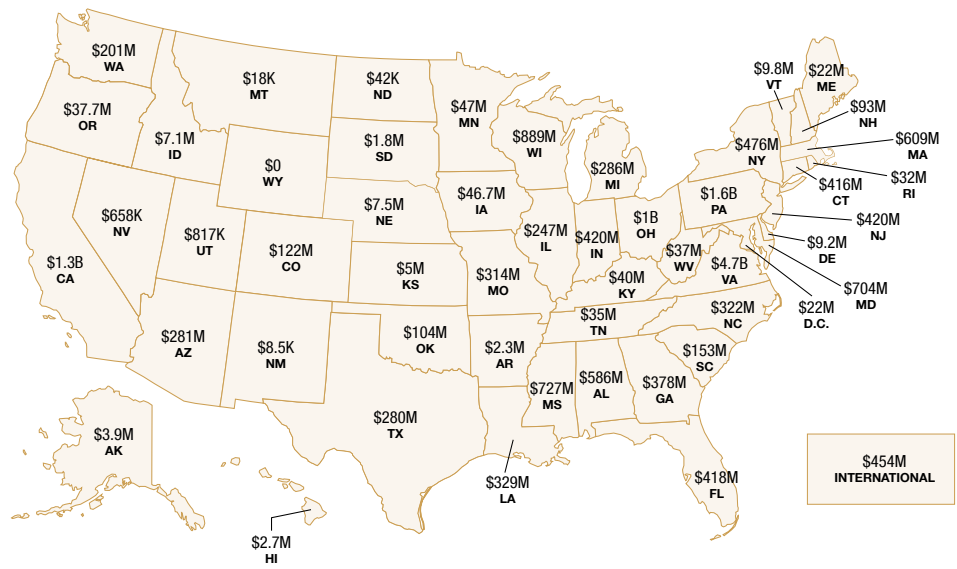 $201M
WA
$37.7M
OR
$7.1M
ID
$18K
MT
$42K
ND
$1.8M
SD
$0
WY
$7.5M
NE
$658K
NV
$817K
UT
$122M
CO
$5M
KS
$1.3B
CA
$281M
AZ
$8.5K
NM
$104M
OK
$280M
TX
$47M
MN
$46.7M
IA
$314M
MO
$2.3M
AR
$329M
LA
$889M
WI
$247M
IL
$286M
MI
$420M
IN
$1B
OH
$40M
KY
$35M
TN
$727M
MS
$586M
AL
$378M
GA
$418M
FL
$153M
SC
$322M
NC
$4.7B
VA
$37M
WV
$1.6B
PA
$476M
NY
$9.8M
VT
$22M
ME
$93M
NH
$609M
MA
$32M
RI
$416M
CT
$420M
NJ
$9.2M
DE
$704M
MD
$22M
D.C.
$3.9M
AK
$2.7M
HI
$454M
INTERNATIONAL